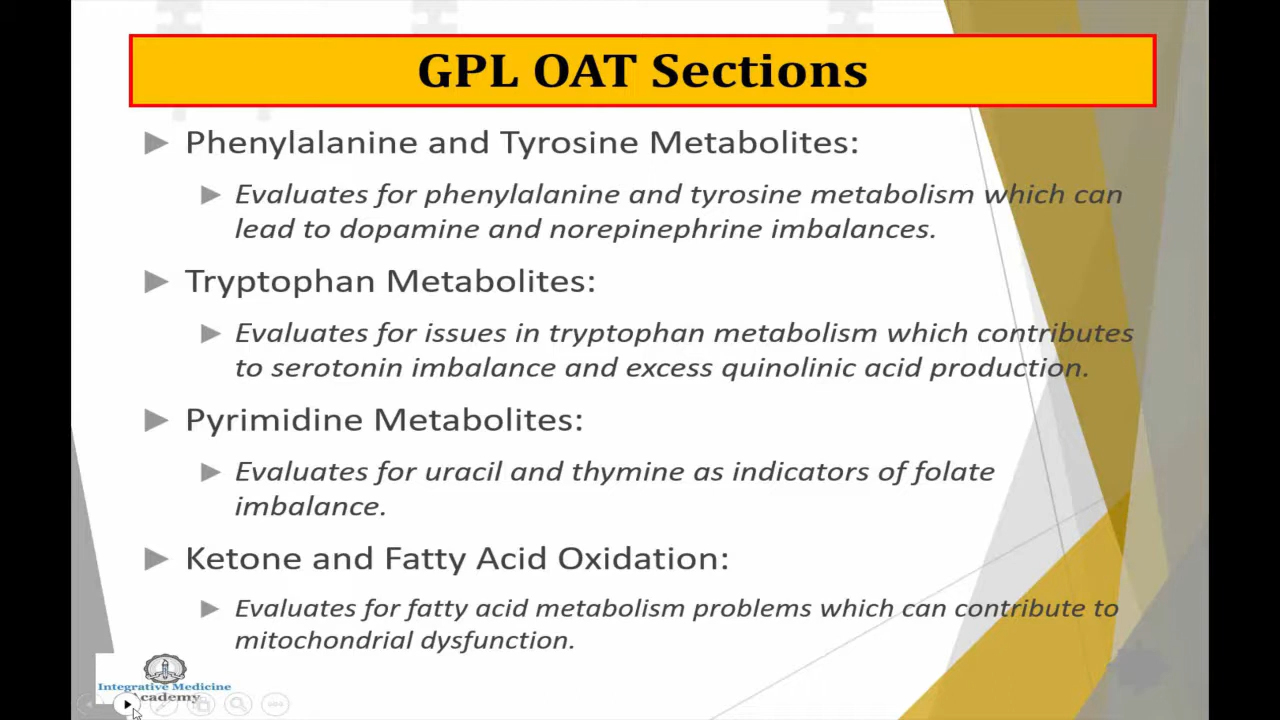 GPL OAT Sections
Phenylalanine and Tyrosine Metabolites:
Evaluates for phenylalanine and tyrosine metabolism which can
lead to dopamine and norepinephrine imbalances.
Tryptophan Metabolites:
Evaluates for issues in tryptophan metabolism which contributes
to serotonin imbalance and excess quinolinic acid production.
Pyrimidine Metabolites:
Evaluates for uracil and thymine as indicators of folate
imbalance.
Ketone and Fatty Acid Oxidation:
Evaluates for fatty acid metabolism problems which can contribute to
mitochondrial dysfunction.
Integrative Medicine
Academy